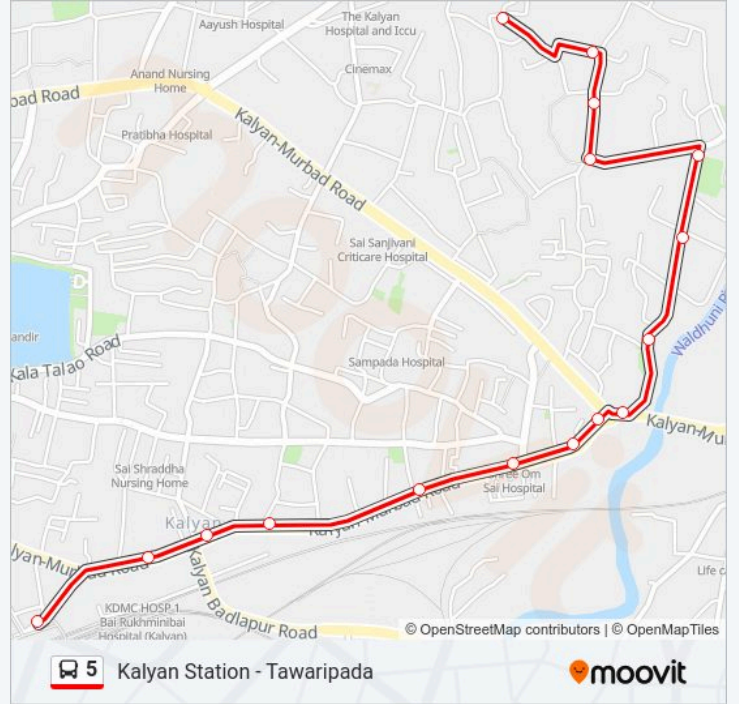 Aayush Hospital
The Kalyan
Hospital and Iccu
Cinemax
Anand Nursing
Home
oad Road
Pratibha Hospital
Kalyan-Murbad Road
Sai Sanjivani
Criticare Hospital
Waldhuni Ri
andir
Kala Talao Road
Sampada Hospital
Kalyan-Mu
Sai Shraddha
Nursing Home
Shree Om
Sai Hospital
Kalyan
Kalyan-Murbad Road
alyan-Murbad Road
Kalyan Badlapur Road
Life c
KDMC HOSP 1
Bai Rukhminibai
Hospital (Kalyan)
© OpenStreetMap contributors | © OpenMapTiles
5 Kalyan Station - Tawaripada
moovit